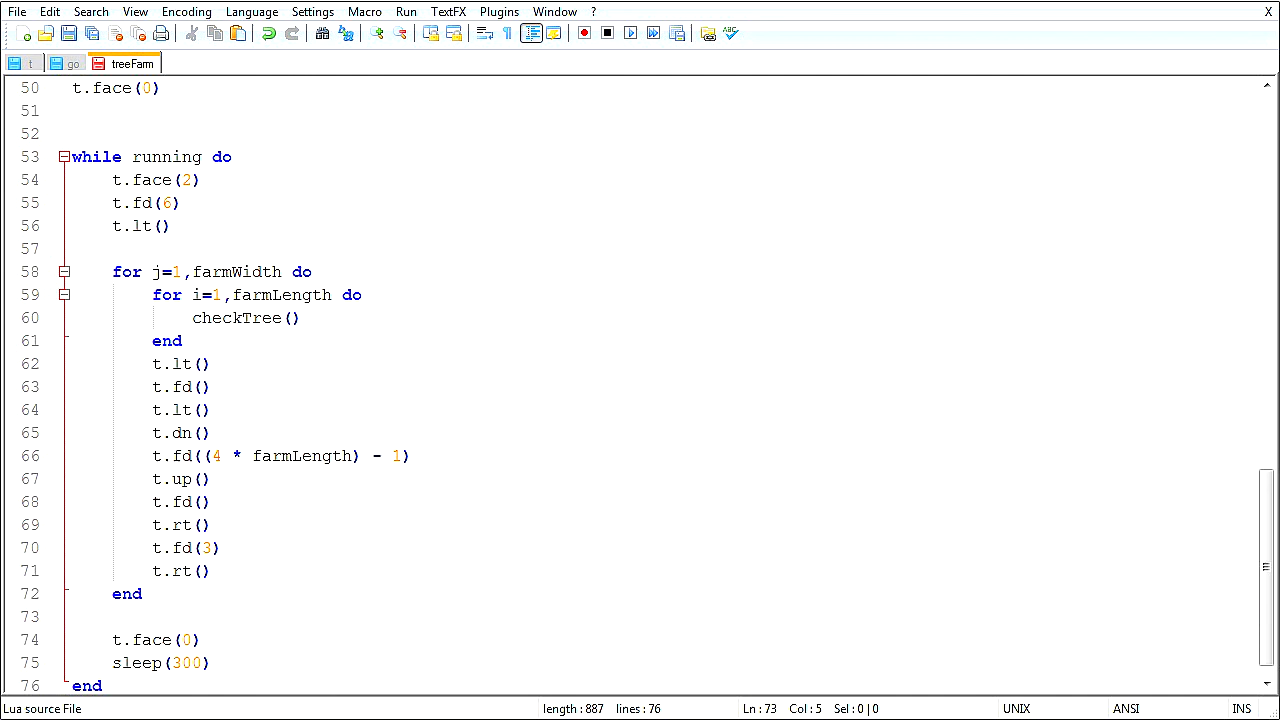 File Edit Search View Encoding Language Settings Macro Run TextFX Plugins Window ? X
t go treeFarm
50 t.face(0)
51
52
53 while running do
54 t.face(2)
55 t.fd(6)
56 t.lt()
57
58 for j=1,farmWidth do
59 for i=1,farmLength do
60 checkTree()
61 end
62 t.lt()
63 t.fd()
64 t.lt()
65 t.dn()
66 t.fd((4 * farmLength) - 1)
67 t.up()
68 t.fd()
69 t.rt()
70 t.fd(3)
71 t.rt()
72 end
73
74 t.face(0)
75 sleep(300)
76 end
Lua source File length : 887 lines : 76 Ln : 73 Col : 5 Sel : 0 | 0 UNIX ANSI INS